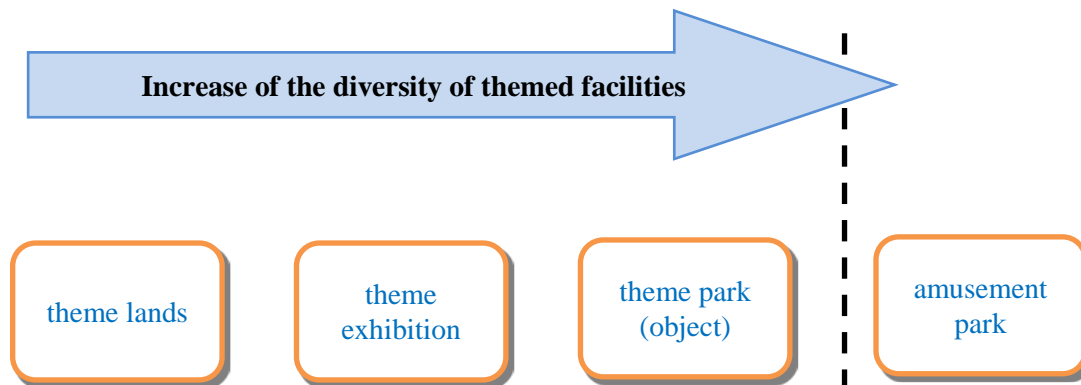 Increase of the diversity of themed facilities
theme lands
theme
exhibition
theme park
(object)
amusement
park